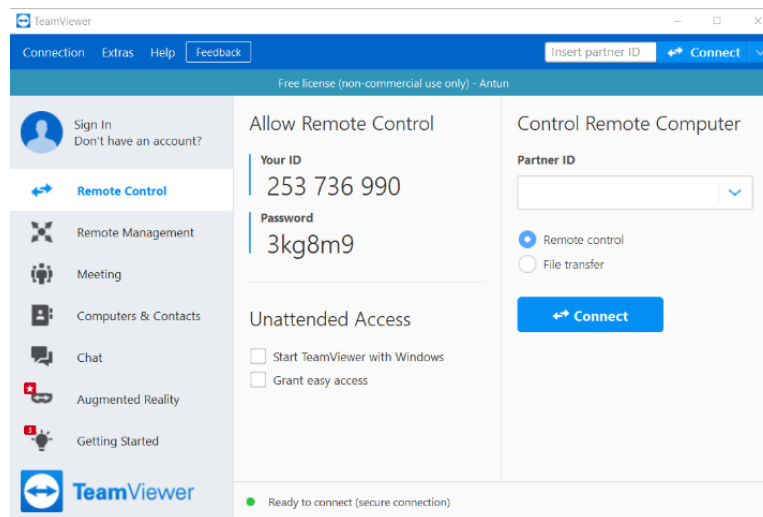 TeamViewer
Connection Extras Help Feedback
Insert partner ID Connect
Free license (non-commercial use only) - Antun
Sign In
Don't have an account?
Remote Control
Remote Management
Meeting
Computers & Contacts
Chat
Augmented Reality
3
Getting Started
TeamViewer
Allow Remote Control
Your ID
253 736 990
Password
3kg8m9
Unattended Access
Start TeamViewer with Windows
Grant easy access
Control Remote Computer
Partner ID
Remote control
File transfer
Connect
Ready to connect (secure connection)